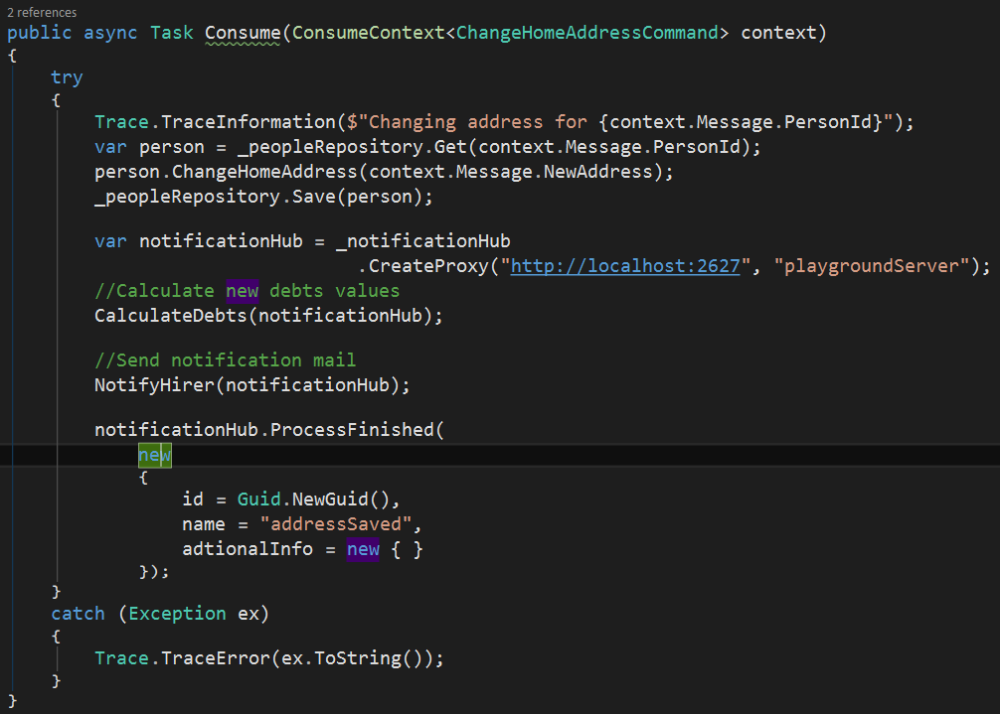 2 references
public async Task Consume(ConsumeContext<ChangeHomeAddressCommand> context)
{
try
{
Trace.TraceInformation($"Changing address for {context.Message.PersonId}");
var person = _peopleRepository.Get(context.Message.PersonId);
person.ChangeHomeAddress(context.Message.NewAddress);
_peopleRepository.Save(person);
var notificationHub = _notificationHub
.CreateProxy("http://localhost:2627", "playgroundServer");
//Calculate new debts values
CalculateDebts(notificationHub);
//Send notification mail
NotifyHirer(notificationHub);
notificationHub.ProcessFinished(
new
{
id = Guid.NewGuid(),
name = "addressSaved",
adtionalInfo = new { }
});
}
catch (Exception ex)
{
Trace.TraceError(ex.ToString());
}
}